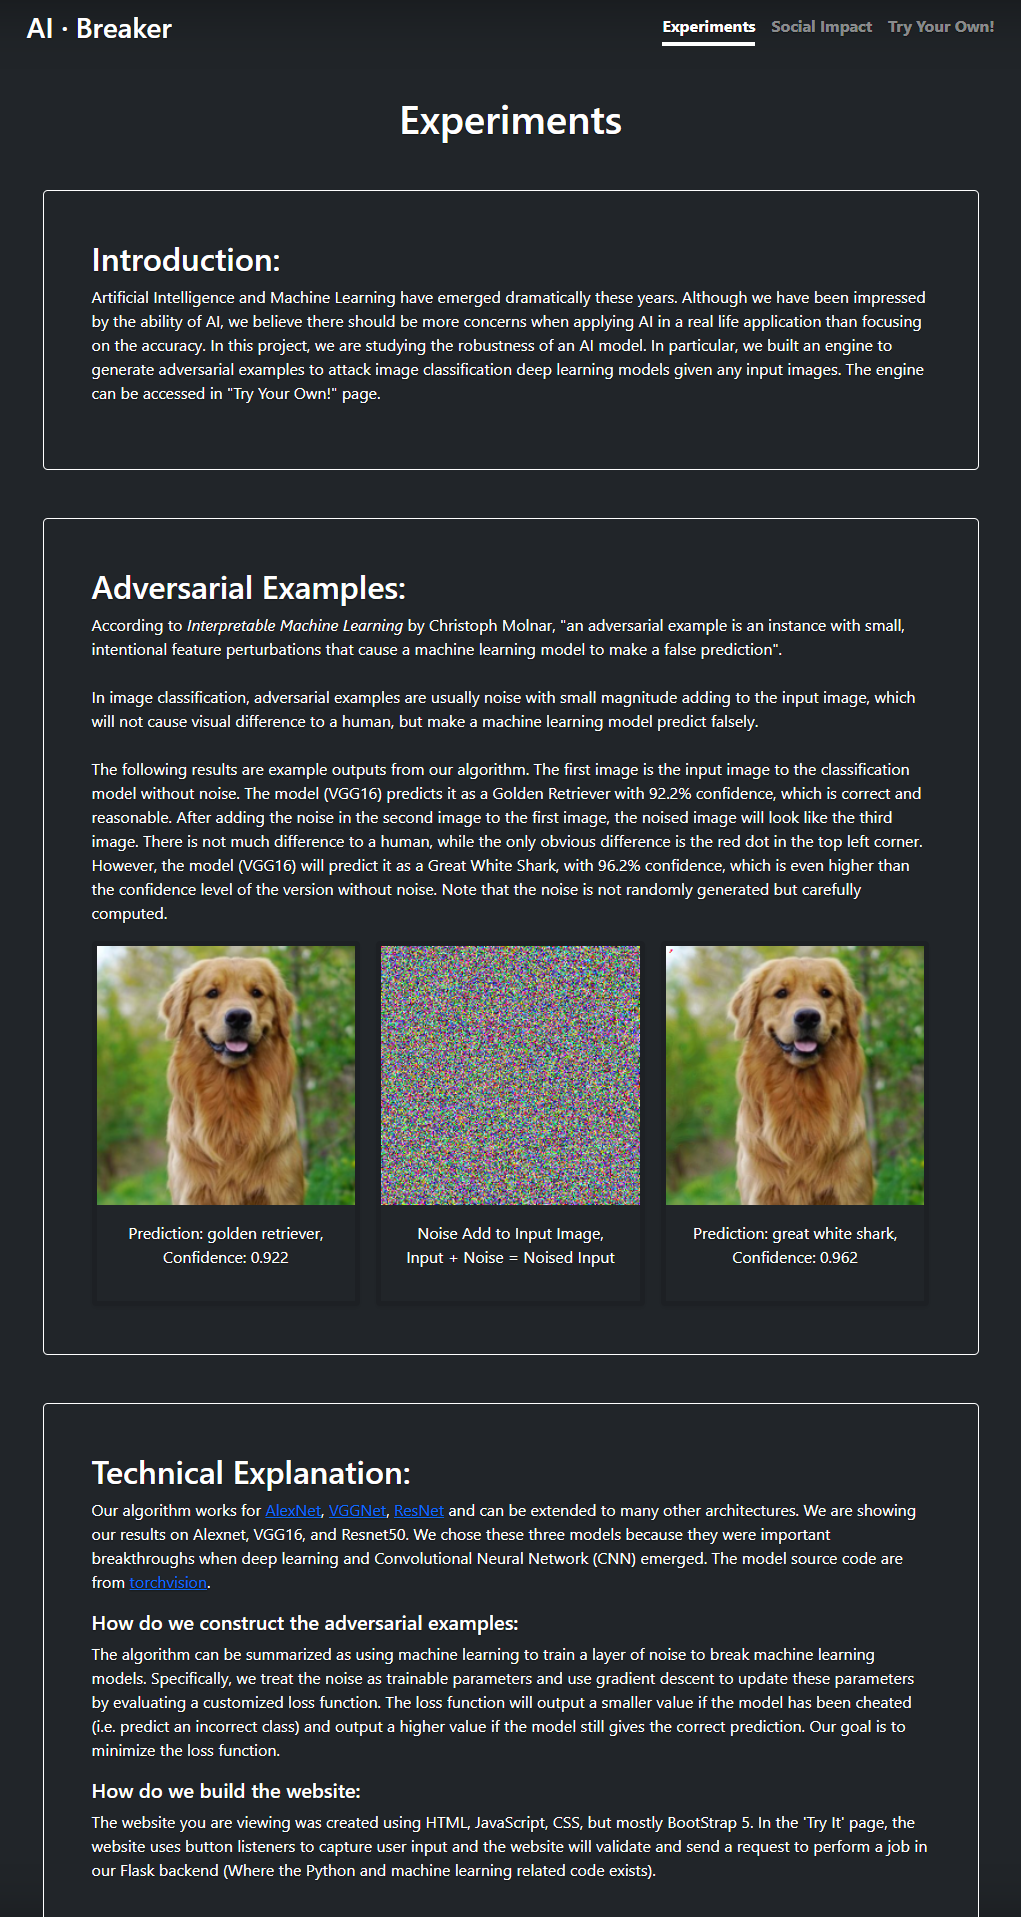 AI · Breaker
Experiments
Social Impact
Try Your Own!
Experiments
Introduction:
Artificial Intelligence and Machine Learning have emerged dramatically these years. Although we have been impressed
by the ability of AI, we believe there should be more concerns when applying AI in a real life application than focusing
on the accuracy. In this project, we are studying the robustness of an AI model. In particular, we built an engine to
generate adversarial examples to attack image classification deep learning models given any input images. The engine
can be accessed in "Try Your Own!" page.
Adversarial Examples:
According to Interpretable Machine Learning by Christoph Molnar, "an adversarial example is an instance with small,
intentional feature perturbations that cause a machine learning model to make a false prediction".
In image classification, adversarial examples are usually noise with small magnitude adding to the input image, which
will not cause visual difference to a human, but make a machine learning model predict falsely.
The following results are example outputs from our algorithm. The first image is the input image to the classification
model without noise. The model (VGG16) predicts it as a Golden Retriever with 92.2% confidence, which is correct and
reasonable. After adding the noise in the second image to the first image, the noised image will look like the third
image. There is not much difference to a human, while the only obvious difference is the red dot in the top left corner.
However, the model (VGG16) will predict it as a Great White Shark, with 96.2% confidence, which is even higher than
the confidence level of the version without noise. Note that the noise is not randomly generated but carefully
computed.
Prediction: golden retriever,
Confidence: 0.922
Noise Add to Input Image,
Input + Noise = Noised Input
Prediction: great white shark,
Confidence: 0.962
Technical Explanation:
Our algorithm works for AlexNet, VGGNet, ResNet and can be extended to many other architectures. We are showing
our results on Alexnet, VGG16, and Resnet50. We chose these three models because they were important
breakthroughs when deep learning and Convolutional Neural Network (CNN) emerged. The model source code are
from torchvision.
How do we construct the adversarial examples:
The algorithm can be summarized as using machine learning to train a layer of noise to break machine learning
models. Specifically, we treat the noise as trainable parameters and use gradient descent to update these parameters
by evaluating a customized loss function. The loss function will output a smaller value if the model has been cheated
(i.e. predict an incorrect class) and output a higher value if the model still gives the correct prediction. Our goal is to
minimize the loss function.
How do we build the website:
The website you are viewing was created using HTML, JavaScript, CSS, but mostly BootStrap 5. In the 'Try It' page, the
website uses button listeners to capture user input and the website will validate and send a request to perform a job in
our Flask backend (Where the Python and machine learning related code exists).